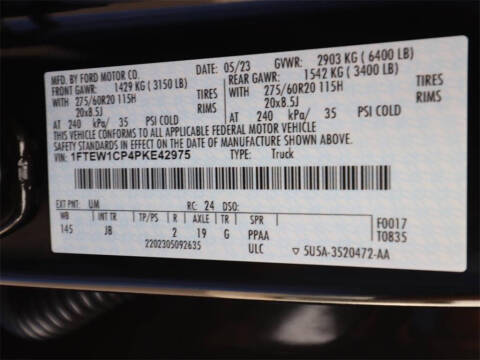 MFD. BY FORD MOTOR CO. DATE: 05/23 GVWR: 2903 KG (6400 LB)
FRONT GAWR: 1429 KG (3150 LB) REAR GAWR: 1542 KG (3400 LB)
WITH 275/60R20 115H TIRES WITH 275/60R20 115H TIRES
20x8.5J RIMS 20x8.5J RIMS
AT 240 kPa/ 35 PSI COLD AT 240 kPa/ 35 PSI COLD
THIS VEHICLE CONFORMS TO ALL APPLICABLE FEDERAL MOTOR VEHICLE
SAFETY STANDARDS IN EFFECT ON THE DATE OF MANUFACTURE SHOWN ABOVE.
VIN: 1FTEW1CP4PKE42975 TYPE: Truck
EXT PNT: UM RC: 24 DSO: F0017
WB INT TR TP/PS R AXLE TR SPR T0835
145 JB 2 19 G PPAA
2202305092635 ULC ▽ 5U5A-3520472-AA